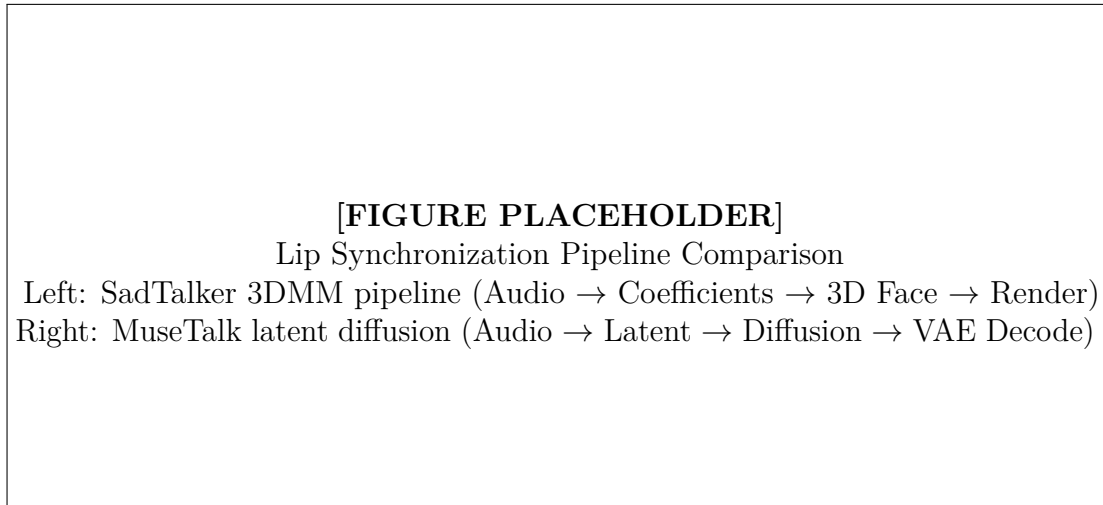 [FIGURE PLACEHOLDER]
Lip Synchronization Pipeline Comparison
Left: SadTalker 3DMM pipeline (Audio → Coefficients → 3D Face → Render)
Right: MuseTalk latent diffusion (Audio → Latent → Diffusion → VAE Decode)